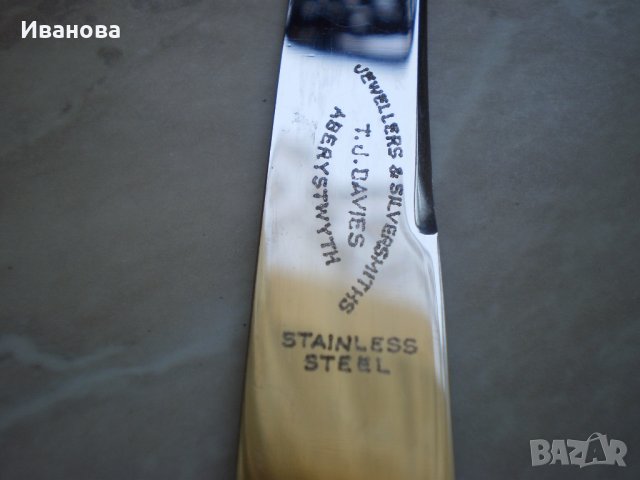 Иванова
JEWELLERS & SILVERSMITHS
T. J. DAVIES
ABERYSTWYTH
STAINLESS
STEEL
BAZAR